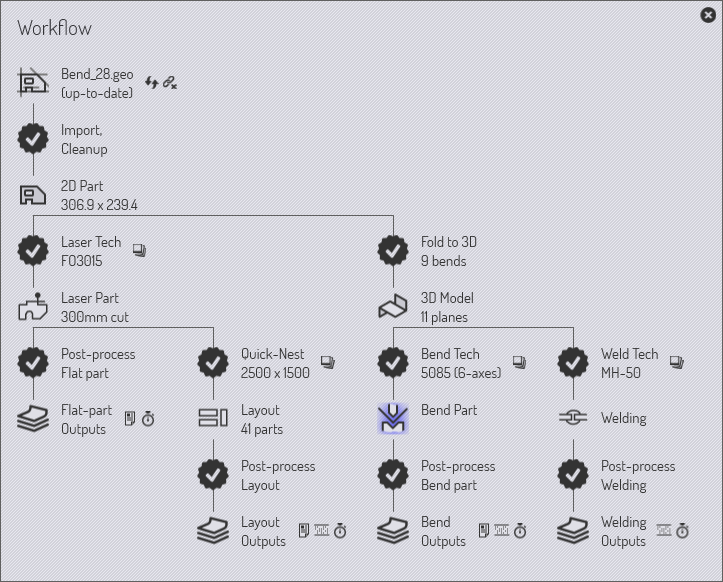 Workflow
Bend_28.geo
(up-to-date)
Import,
Cleanup
2D Part
306.9 x 239.4
Laser Tech
FO3015
Fold to 3D
9 bends
Laser Part
300mm cut
3D Model
11 planes
Post-process
Flat part
Quick-Nest
2500 x 1500
Bend Tech
5085 (6-axes)
Weld Tech
MH-50
Flat-part
Outputs
Layout
41 parts
Bend Part
Welding
Post-process
Layout
Post-process
Bend part
Post-process
Welding
Layout
Outputs
Bend
Outputs
Welding
Outputs